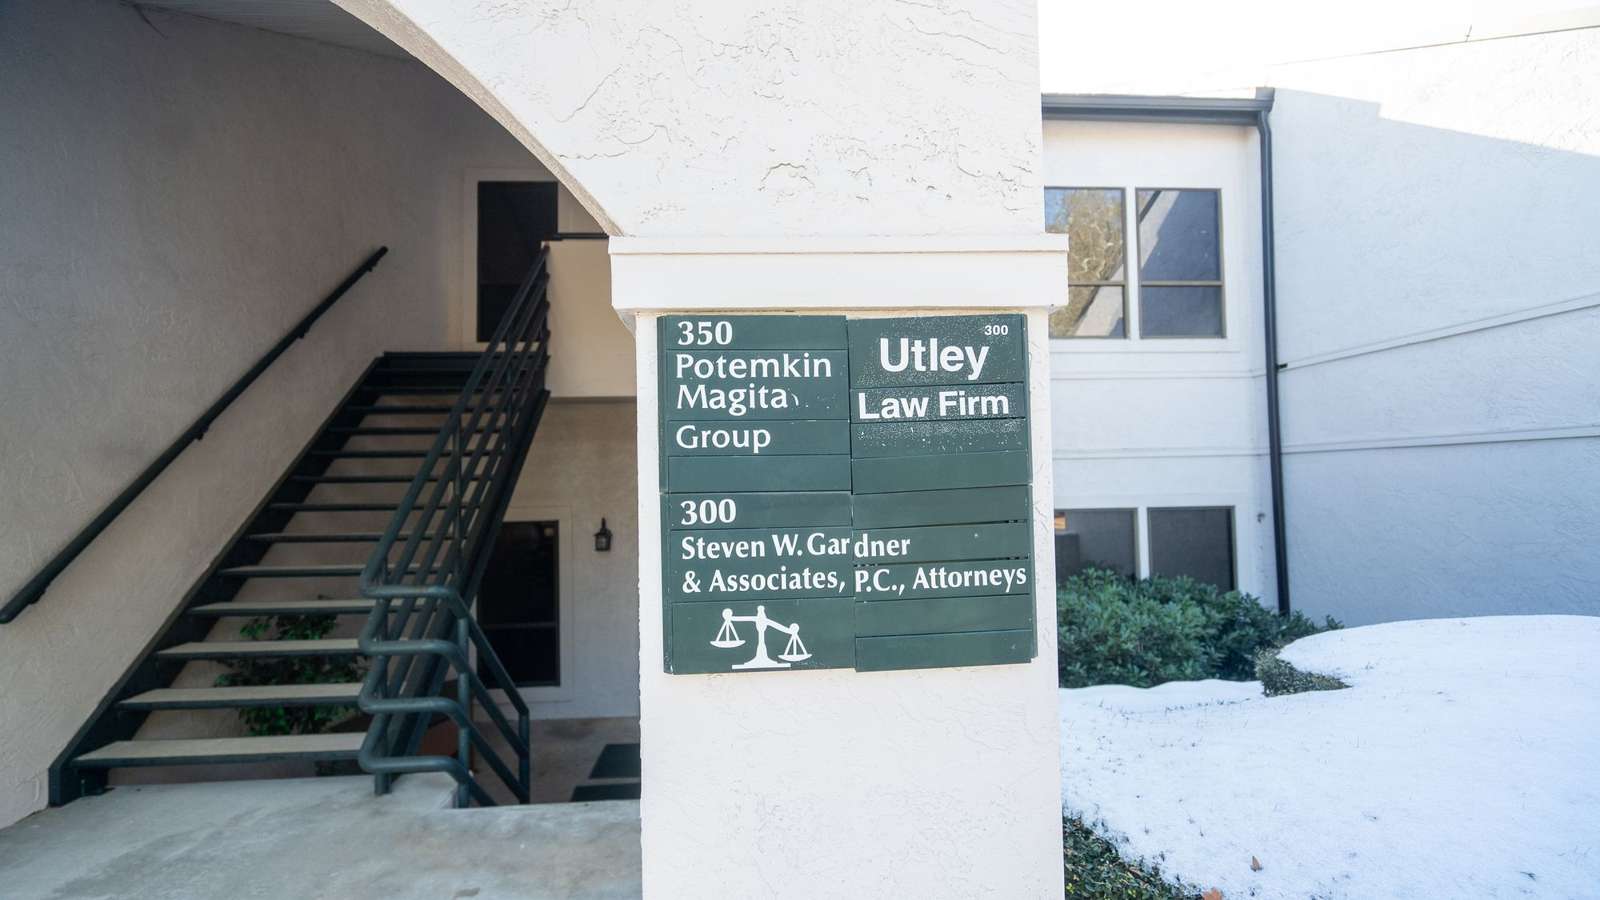 350
Potemkin
Magita
Group
300
Utley
Law Firm
300
Steven W. Gardner
& Associates, P.C., Attorneys